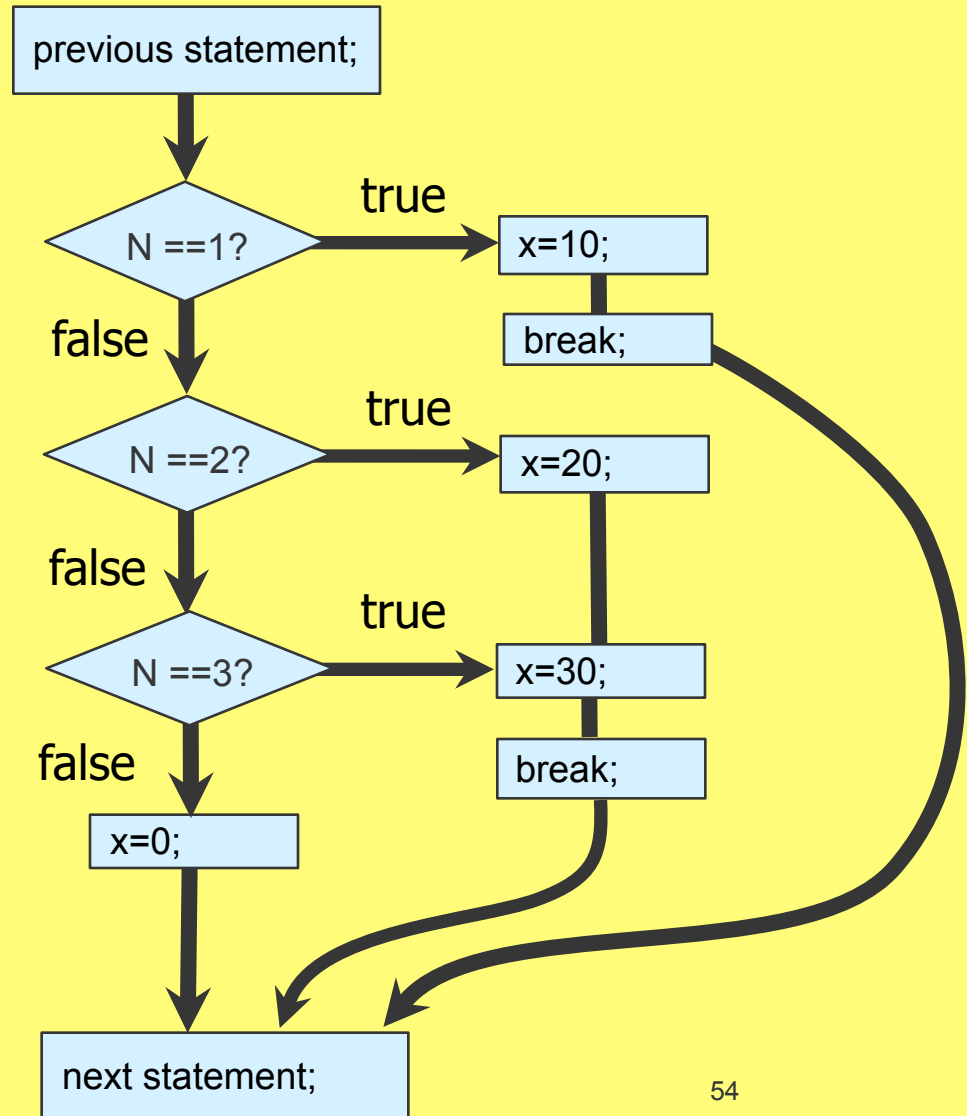 previous statement;
true
N ==1?
x=10;
false
break;
true
N ==2?
x=20;
false
true
N ==3?
x=30;
false
break;
x=0;
next statement;
54